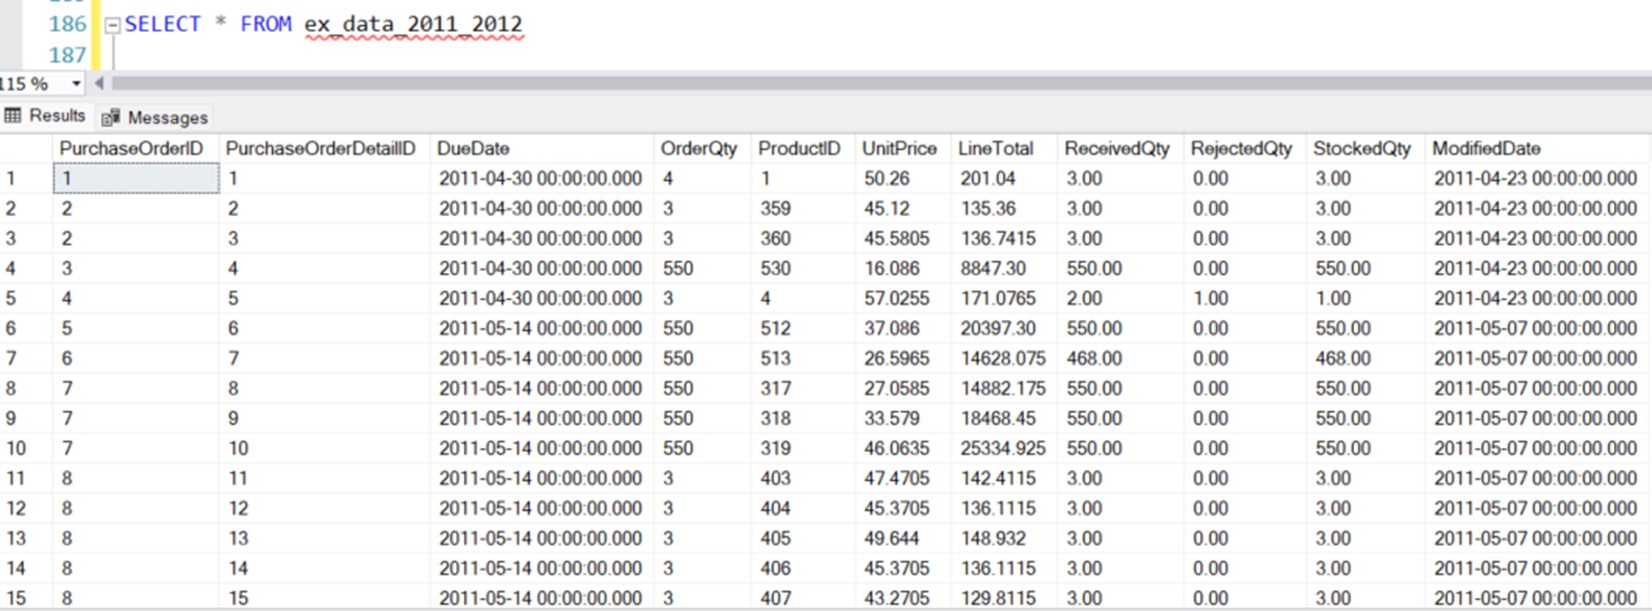 186 SELECT * FROM ex_data_2011_2012
187
115 %
Results Messages
PurchaseOrderID PurchaseOrderDetailID DueDate OrderQty ProductID UnitPrice LineTotal ReceivedQty RejectedQty StockedQty ModifiedDate
1 1 1 2011-04-30 00:00:00.000 4 1 50.26 201.04 3.00 0.00 3.00 2011-04-23 00:00:00.000
2 2 2 2011-04-30 00:00:00.000 3 359 45.12 135.36 3.00 0.00 3.00 2011-04-23 00:00:00.000
3 2 3 2011-04-30 00:00:00.000 3 360 45.5805 136.7415 3.00 0.00 3.00 2011-04-23 00:00:00.000
4 3 4 2011-04-30 00:00:00.000 550 530 16.086 8847.30 550.00 0.00 550.00 2011-04-23 00:00:00.000
5 4 5 2011-04-30 00:00:00.000 3 4 57.0255 171.0765 2.00 1.00 1.00 2011-04-23 00:00:00.000
6 5 6 2011-05-14 00:00:00.000 550 512 37.086 20397.30 550.00 0.00 550.00 2011-05-07 00:00:00.000
7 6 7 2011-05-14 00:00:00.000 550 513 26.5965 14628.075 468.00 0.00 468.00 2011-05-07 00:00:00.000
8 7 8 2011-05-14 00:00:00.000 550 317 27.0585 14882.175 550.00 0.00 550.00 2011-05-07 00:00:00.000
9 7 9 2011-05-14 00:00:00.000 550 318 33.579 18468.45 550.00 0.00 550.00 2011-05-07 00:00:00.000
10 7 10 2011-05-14 00:00:00.000 550 319 46.0635 25334.925 550.00 0.00 550.00 2011-05-07 00:00:00.000
11 8 11 2011-05-14 00:00:00.000 3 403 47.4705 142.4115 3.00 0.00 3.00 2011-05-07 00:00:00.000
12 8 12 2011-05-14 00:00:00.000 3 404 45.3705 136.1115 3.00 0.00 3.00 2011-05-07 00:00:00.000
13 8 13 2011-05-14 00:00:00.000 3 405 49.644 148.932 3.00 0.00 3.00 2011-05-07 00:00:00.000
14 8 14 2011-05-14 00:00:00.000 3 406 45.3705 136.1115 3.00 0.00 3.00 2011-05-07 00:00:00.000
15 8 15 2011-05-14 00:00:00.000 3 407 43.2705 129.8115 3.00 0.00 3.00 2011-05-07 00:00:00.000